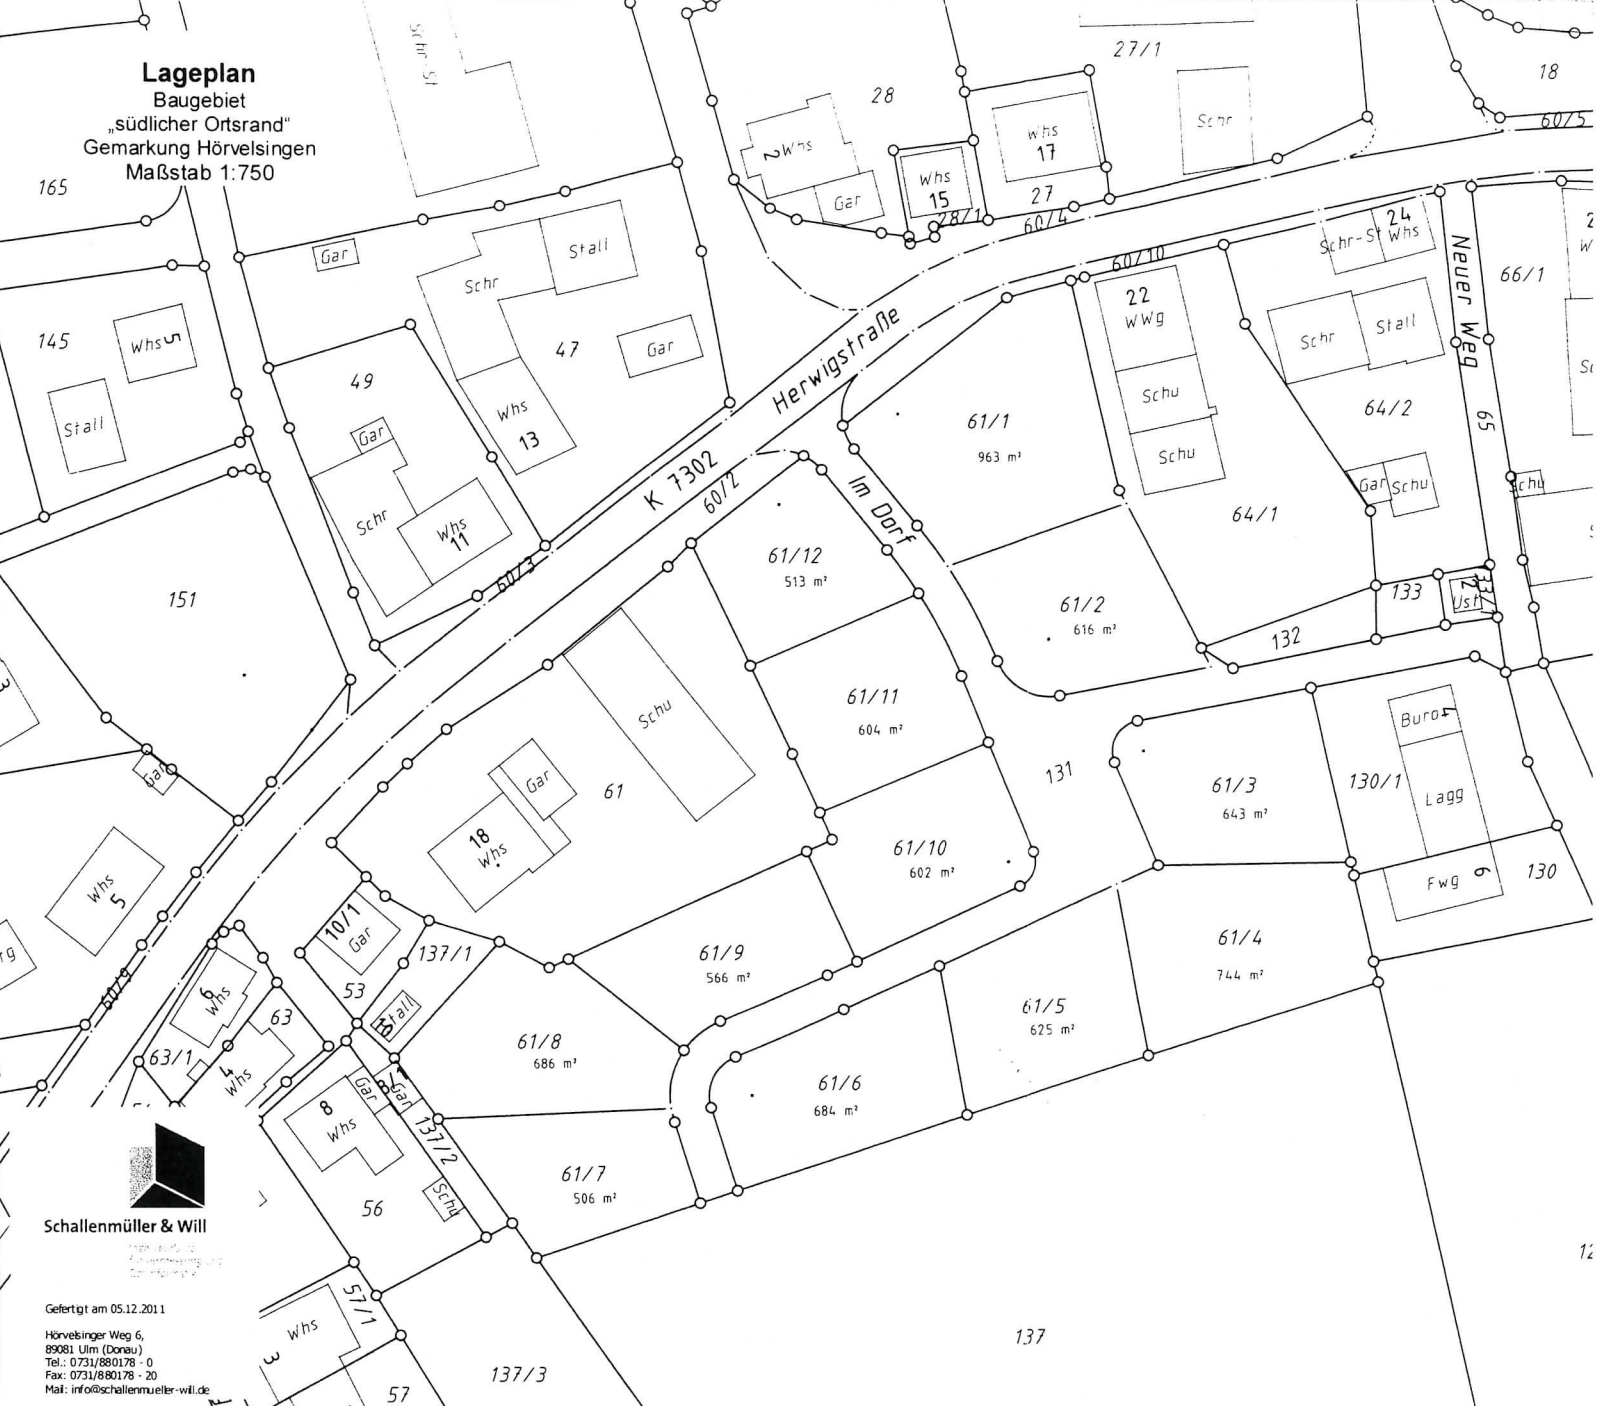 Lageplan
Baugebiet
„südlicher Ortsrand"
Gemarkung Hörvelsingen
Maßstab 1:750
Schr-St
28
27/1
18
60/5
165
2 Whs
Gar
Whs
15
Whs
17
27
28/1
60/4
Schr
Gar
Schr
Stall
60/10
Schr-St
24
Whs
Neuer Weg
66/1
145
Whs 5
Stall
49
47
Gar
Gar
Whs
13
Herwigstraße
22
WWg
Schu
Schu
Schr
Stall
64/2
65
Gar
Schu
Schu
61/1
963 m²
Schr
Whs
11
K 7302
60/2
Im Dorf
64/1
60/3
151
61/12
513 m²
61/2
616 m²
133
Ust
2
132
Schu
61/11
604 m²
131
61/3
643 m²
130/1
Büro
Lagg
Fwg
6
130
Gar
61
Gar
18
Whs
61/10
602 m²
Whs
5
10/1
Gar
137/1
61/9
566 m²
61/4
744 m²
53
Stall
61/5
625 m²
6
Whs
63
63/1
4
Whs
61/8
686 m²
61/6
684 m²
Gar
Gar
8
Whs
137/2
Schu
61/7
506 m²
56
Schallenmüller & Will
Gefertigt am 05.12.2011
Hörvelsinger Weg 6,
89081 Ulm (Donau)
Tel.: 0731/880178 - 0
Fax: 0731/880178 - 20
Mail: info@schallenmueller-will.de
57/1
Whs
3
57
137/3
137